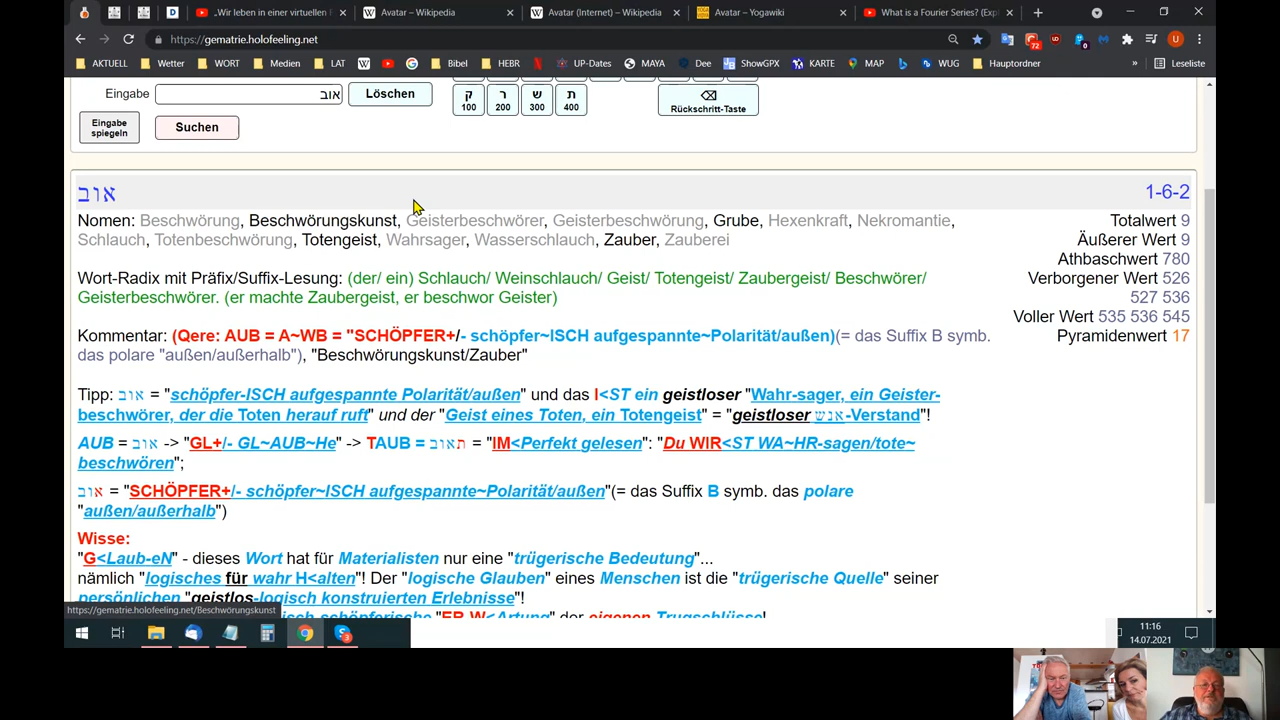 „Wir leben in einer virtuellen
Avatar – Wikipedia
Avatar (Internet) – Wikipedia
Avatar – Yogawiki
What is a Fourier Series? (Exp
https://gematrie.holofeeling.net
72
0
U
AKTUELL Wetter WORT Medien LAT Bibel HEBR UP-Dates MAYA Dee ShowGPX KARTE MAP WUG Hauptordner » Leseliste
Eingabe אוב Löschen
ק ר ש ת Rückschritt-Taste
100 200 300 400
Eingabe spiegeln Suchen
אוב 1-6-2
Nomen: Beschwörung, Beschwörungskunst, Geisterbeschwörer, Geisterbeschwörung, Grube, Hexenkraft, Nekromantie,
Schlauch, Totenbeschwörung, Totengeist, Wahrsager, Wasserschlauch, Zauber, Zauberei
Totalwert 9
Äußerer Wert 9
Athbaschwert 780
Verborgener Wert 526
527 536
Voller Wert 535 536 545
Pyramidenwert 17
Wort-Radix mit Präfix/Suffix-Lesung: (der/ ein) Schlauch/ Weinschlauch/ Geist/ Totengeist/ Zaubergeist/ Beschwörer/
Geisterbeschwörer. (er machte Zaubergeist, er beschwor Geister)
Kommentar: (Qere: AUB = A~WB = "SCHÖPFER+/- schöpfer~ISCH aufgespannte~Polarität/außen)(= das Suffix B symb.
das polare "außen/außerhalb"), "Beschwörungskunst/Zauber"
Tipp: אוב = "schöpfer-ISCH aufgespannte Polarität/außen" und das I<ST ein geistloser "Wahr-sager, ein Geister-
beschwörer, der die Toten herauf ruft" und der "Geist eines Toten, ein Totengeist" = "geistloser אנש-Verstand"!
AUB = אוב -> "GL+/- GL~AUB~He" -> TAUB = תאוב = "IM<Perfekt gelesen": "Du WIR<ST WA~HR-sagen/tote~
beschwören";
אוב = "SCHÖPFER+/- schöpfer~ISCH aufgespannte~Polarität/außen"(= das Suffix B symb. das polare
"außen/außerhalb")
Wisse:
"G<Laub-eN" - dieses Wort hat für Materialisten nur eine "trügerische Bedeutung"...
nämlich "logisches für wahr H<alten"! Der "logische Glauben" eines Menschen ist die "trügerische Quelle" seiner
persönlichen "geistlos-logisch konstruierten Erlebnisse"!
https://gematrie.holofeeling.net/Beschwörungskunst
"ER W<Artung" der eigenen Trugschlüsse!
11:16
14.07.2021